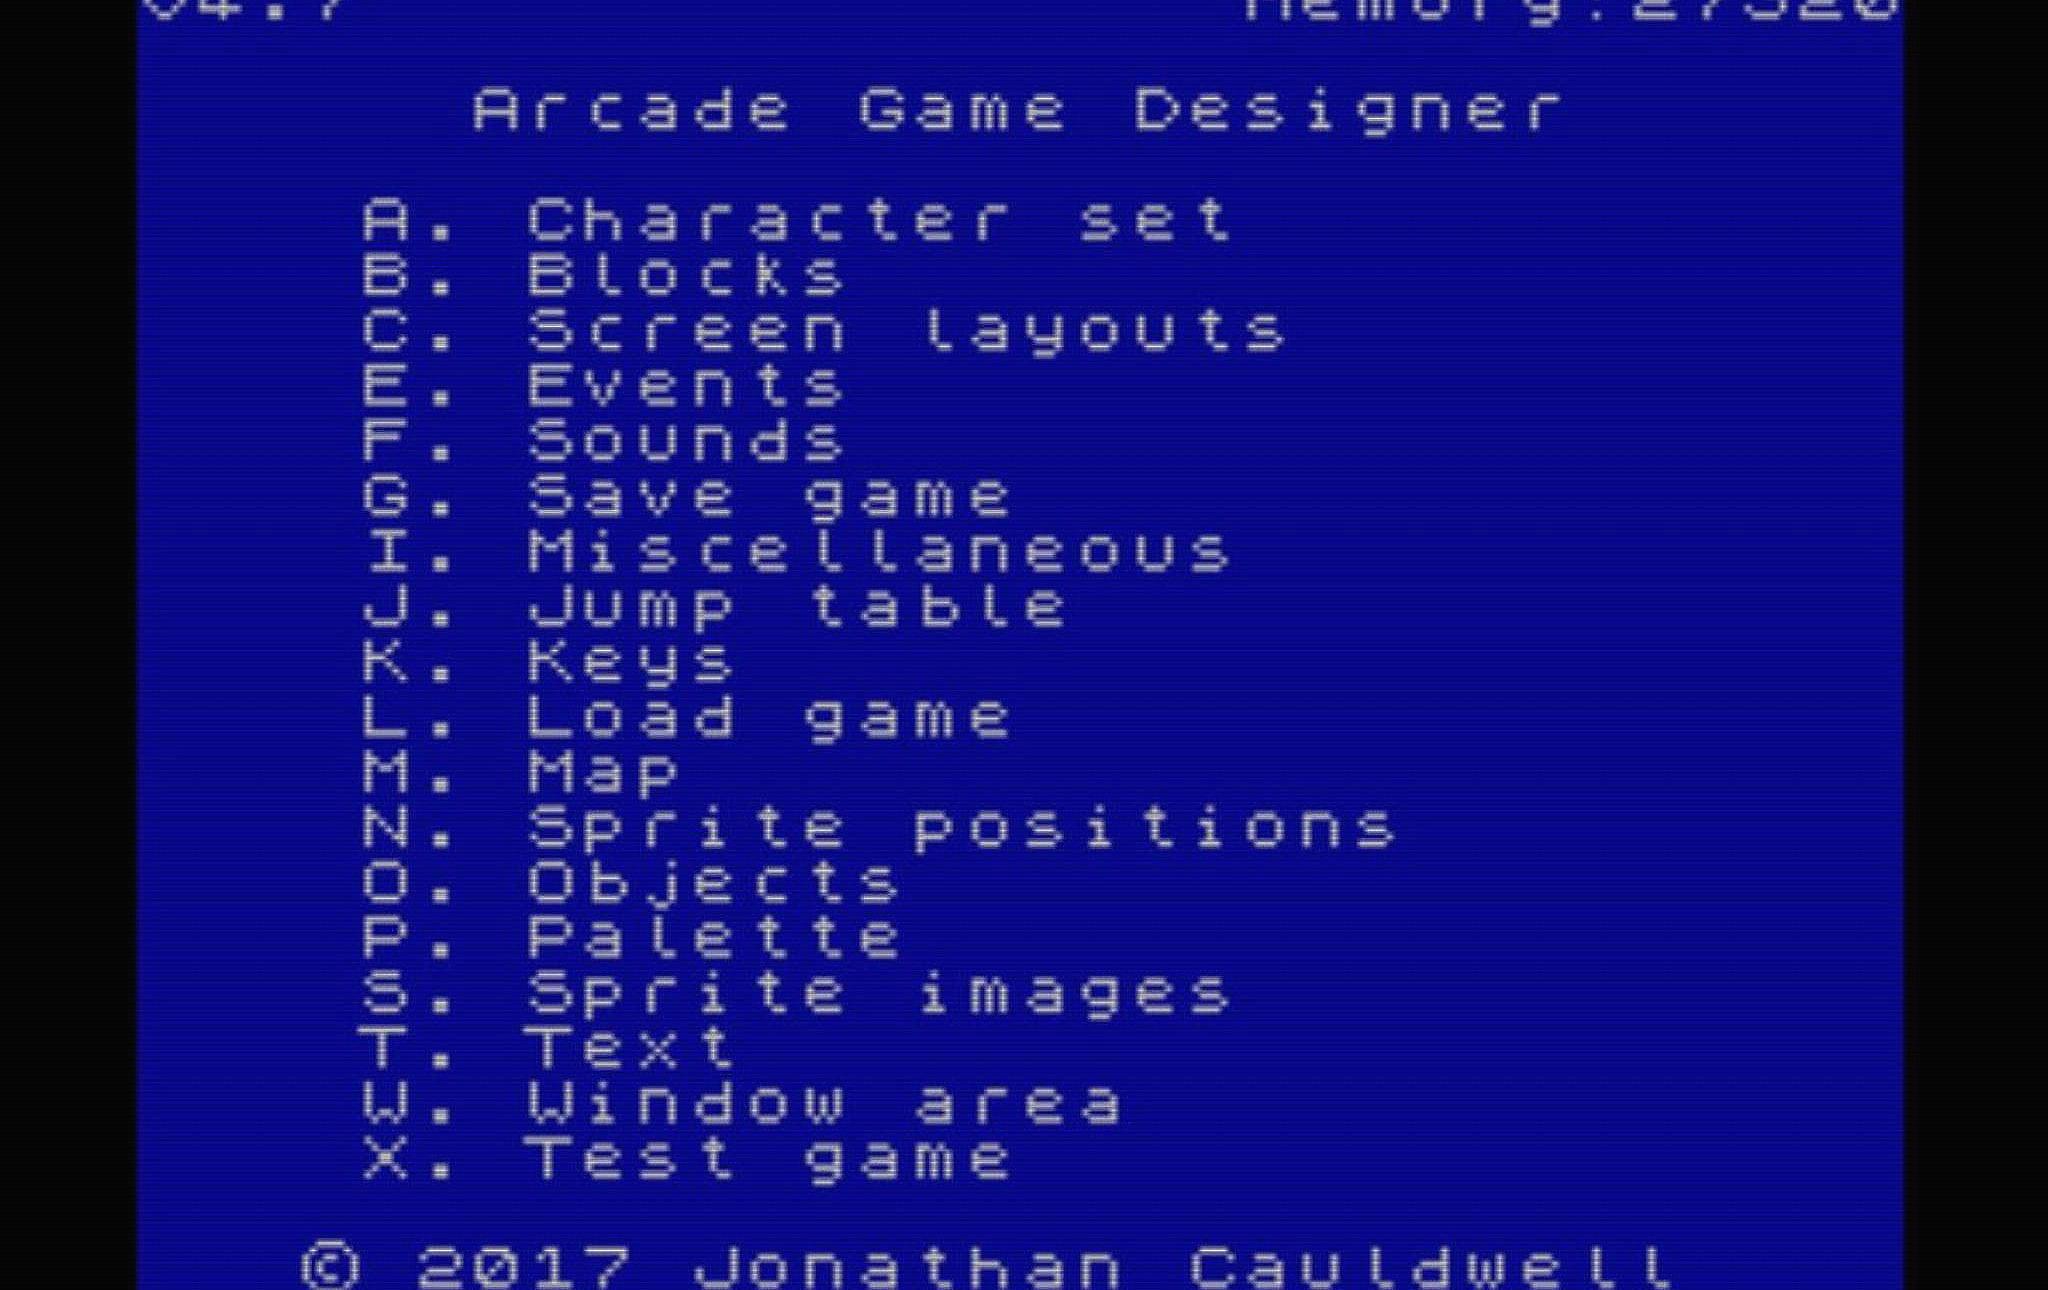 V4.7 Memory:27520
Arcade Game Designer
A. Character set
B. Blocks
C. Screen layouts
E. Events
F. Sounds
G. Save game
I. Miscellaneous
J. Jump table
K. Keys
L. Load game
M. Map
N. Sprite positions
O. Objects
P. Palette
S. Sprite images
T. Text
W. Window area
X. Test game
© 2017 Jonathan Cauldwell